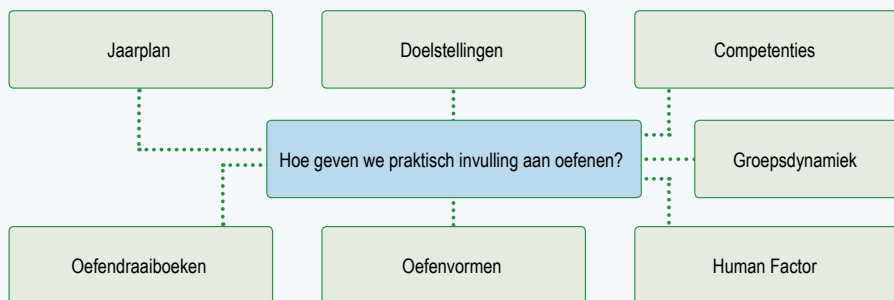 Jaarplan
Doelstellingen
Competenties
Hoe geven we praktisch invulling aan oefenen?
Groepsdynamiek
Oefendraaiboeken
Oefenvormen
Human Factor